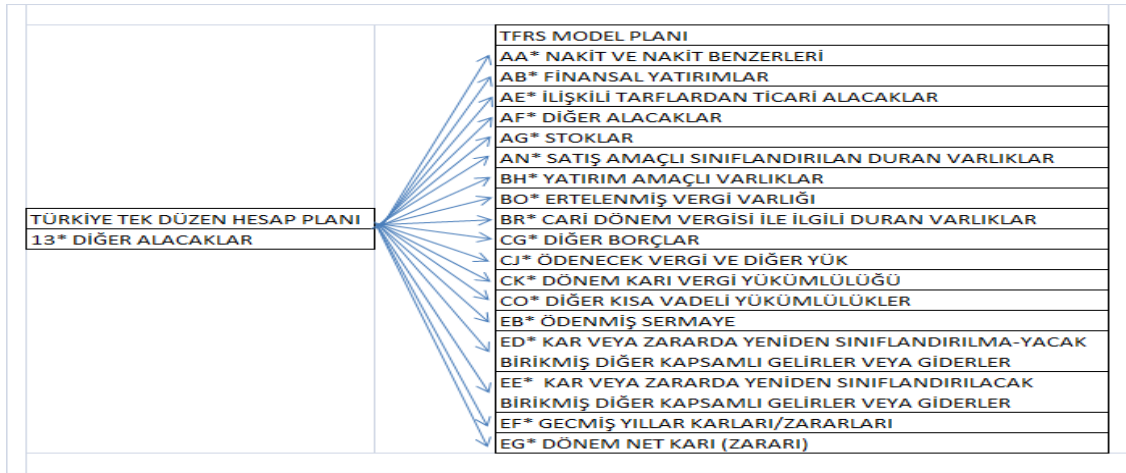 TFRS MODEL PLANI
AA* NAKİT VE NAKİT BENZERLERİ
AB* FİNANSAL YATIRIMLAR
AE* İLİŞKİLİ TARFLARDAN TİCARİ ALACAKLAR
AF* DİĞER ALACAKLAR
AG* STOKLAR
AN* SATIŞ AMAÇLI SINIFLANDIRILAN DURAN VARLIKLAR
BH* YATIRIM AMAÇLI VARLIKLAR
BO* ERTELENMİŞ VERGİ VARLIĞI
TÜRKİYE TEK DÜZEN HESAP PLANI
BR* CARİ DÖNEM VERGİSİ İLE İLGİLİ DURAN VARLIKLAR
13* DİĞER ALACAKLAR
CG* DİĞER BORÇLAR
CJ* ÖDENECEK VERGİ VE DİĞER YÜK
CK* DÖNEM KARI VERGİ YÜKÜMLÜLÜĞÜ
CO* DİĞER KISA VADELİ YÜKÜMLÜLÜKLER
EB* ÖDENMİŞ SERMAYE
ED* KAR VEYA ZARARDA YENİDEN SINIFLANDIRILMA-YACAK
BİRİKMİŞ DİĞER KAPSAMLI GELİRLER VEYA GİDERLER
EE* KAR VEYA ZARARDA YENİDEN SINIFLANDIRILACAK
BİRİKMİŞ DİĞER KAPSAMLI GELİRLER VEYA GİDERLER
EF* GECMİŞ YILLAR KARLARI/ZARARLARI
EG* DÖNEM NET KARI (ZARARI)